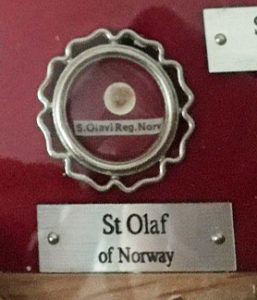 S
S.Olavi Reg.Norv
St Olaf
of Norway